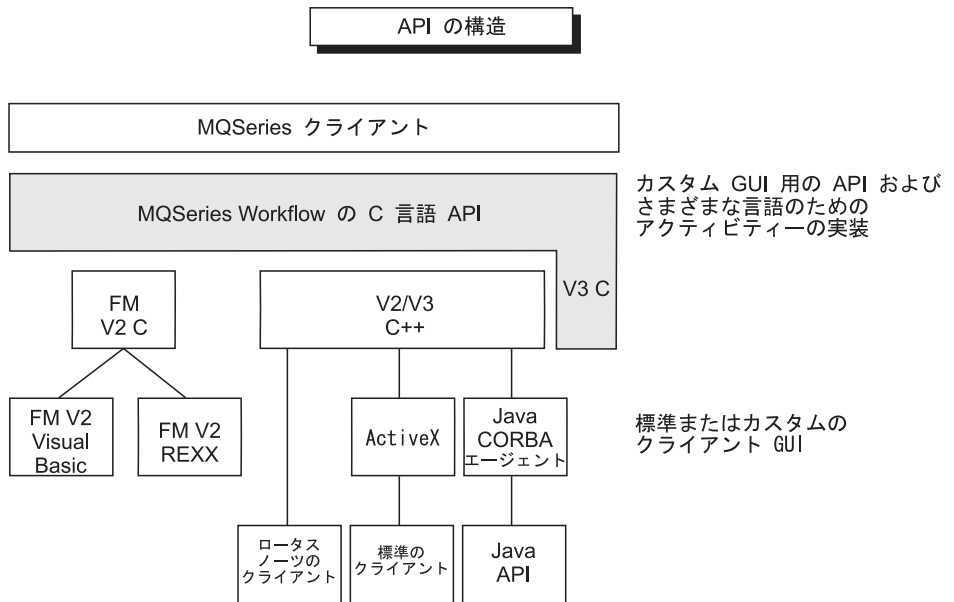 API の構造
MQSeries クライアント
MQSeries Workflow の C 言語 API
カスタム GUI 用の API および
さまざまな言語のための
アクティビティーの実装
V3 C
FM
V2 C
V2/V3
C++
FM V2
Visual
Basic
FM V2
REXX
ActiveX
Java
CORBA
エージェント
標準またはカスタムの
クライアント GUI
ロータス
ノーツの
クライアント
標準の
クライアント
Java
API